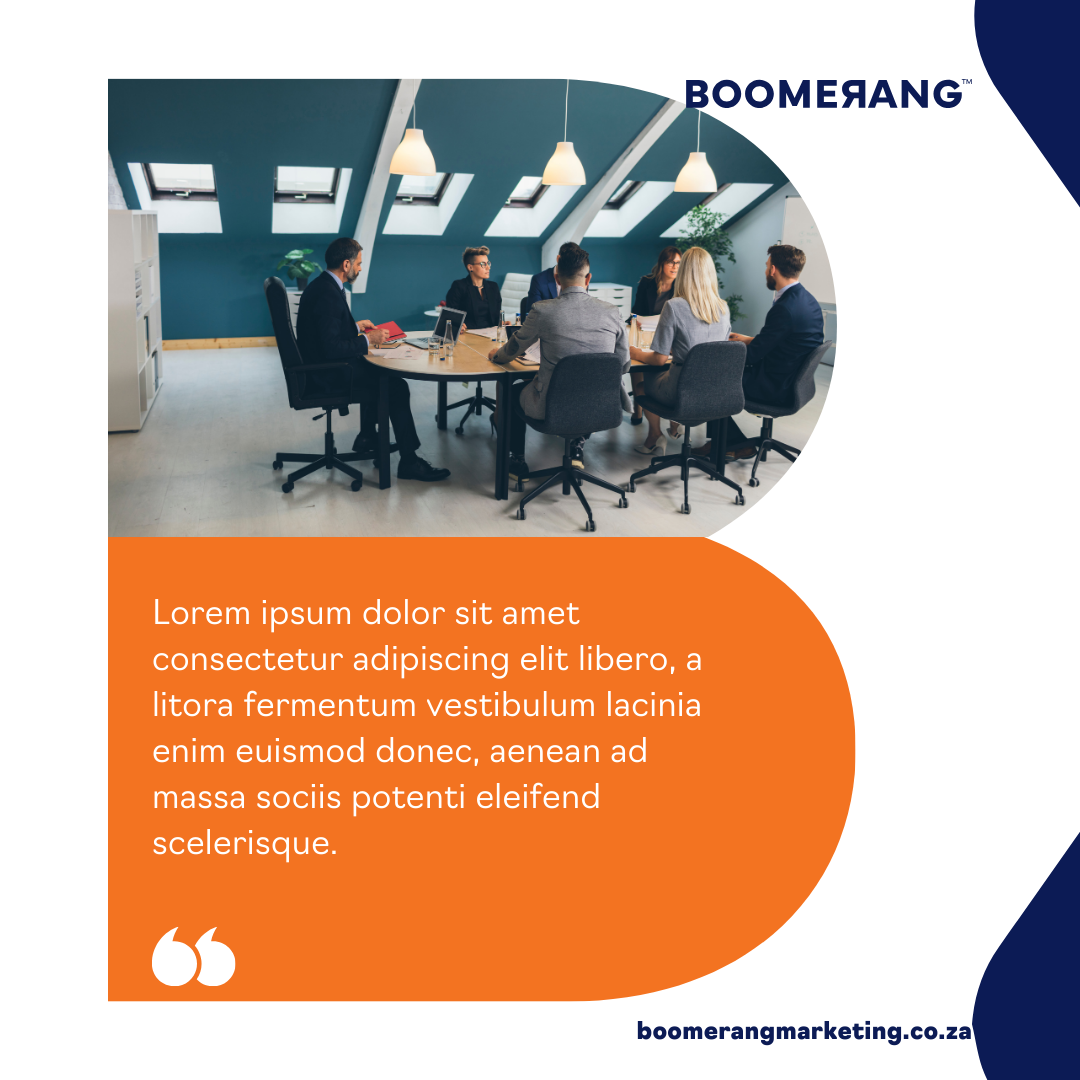 BOOMEЯANG™
Lorem ipsum dolor sit amet
consectetur adipiscing elit libero, a
litora fermentum vestibulum lacinia
enim euismod donec, aenean ad
massa sociis potenti eleifend
scelerisque.
“
boomerangmarketing.co.za